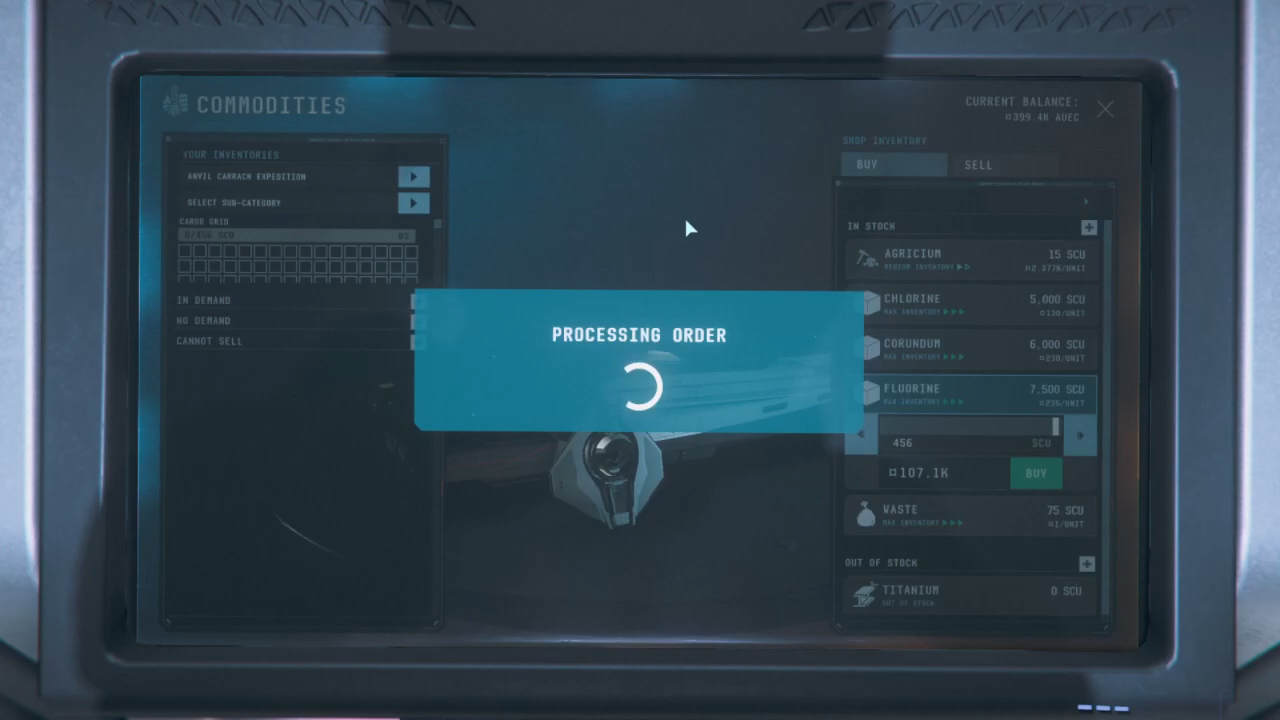 COMMODITIES
CURRENT BALANCE:
¤399.4K AUEC
YOUR INVENTORIES
ANVIL CARRACK EXPEDITION
SELECT SUB-CATEGORY
CARGO GRID
0/456 SCU
IN DEMAND
NO DEMAND
CANNOT SELL
PROCESSING ORDER
SHOP INVENTORY
BUY SELL
IN STOCK
AGRICIUM 15 SCU
MEDIUM INVENTORY ¤2.377K/UNIT
CHLORINE 5,000 SCU
MAX INVENTORY ¤130/UNIT
CORUNDUM 6,000 SCU
MAX INVENTORY ¤230/UNIT
FLUORINE 7,500 SCU
MAX INVENTORY ¤235/UNIT
456 SCU
¤107.1K BUY
WASTE 75 SCU
MAX INVENTORY ¤1/UNIT
OUT OF STOCK
TITANIUM 0 SCU
OUT OF STOCK